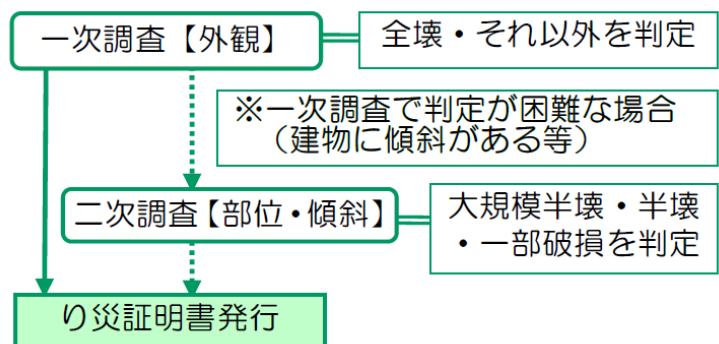 一次調査【外観】
全壊・それ以外を判定
※一次調査で判定が困難な場合
（建物に傾斜がある等）
二次調査【部位・傾斜】
大規模半壊・半壊
・一部破損を判定
り災証明書発行